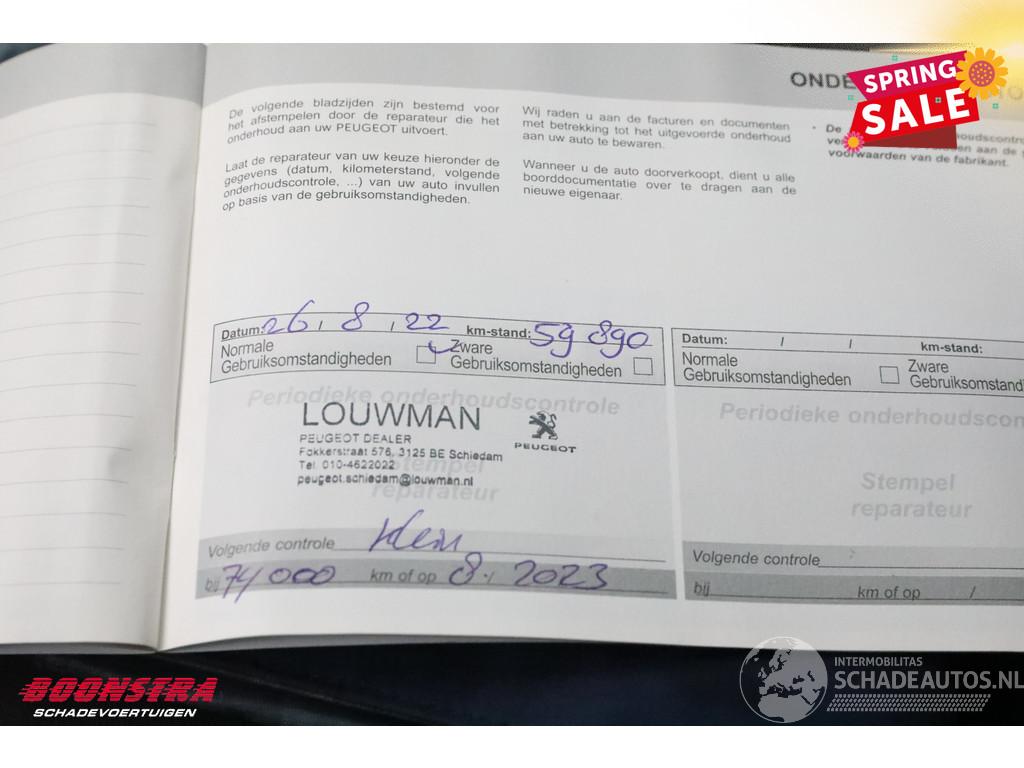 SPRING
SALE
ONDE
De volgende bladzijden zijn bestemd voor
het afstempelen door de reparateur die het
onderhoud aan uw PEUGEOT uitvoert.
Laat de reparateur van uw keuze hieronder de
gegevens (datum, kilometerstand, volgende
onderhoudscontrole, ...) van uw auto invullen
op basis van de gebruiksomstandigheden.
Wij raden u aan de facturen en documenten
met betrekking tot het uitgevoerde onderhoud
aan uw auto te bewaren.
Wanneer u de auto doorverkoopt, dient u alle
boorddocumentatie over te dragen aan de
nieuwe eigenaar.
• De oudscontro
aan de
voorwaarden van de fabrikant.
Datum: 26 / 8 / 22 km-stand: 59 890
Normale
Gebruiksomstandigheden
Zware
Gebruiksomstandigheden
Periodieke onderhoudscontrole
Stempel
reparateur
LOUWMAN
PEUGEOT DEALER
Fokkerstraat 576, 3125 BE Schiedam
Tel. 010-4622022
peugeot.schiedam@louwman.nl
PEUGEOT
Volgende controle Klein
bij 74 000 km of op 8 / 2023
Datum: / / km-stand:
Normale
Gebruiksomstandigheden
Zware
Gebruiksomstand
Periodieke onderhoudscont
Stempel
reparateur
Volgende controle
bij km of op /
BOONSTRA
SCHADEVOERTUIGEN
INTERMOBILITAS
SCHADEAUTOS.NL